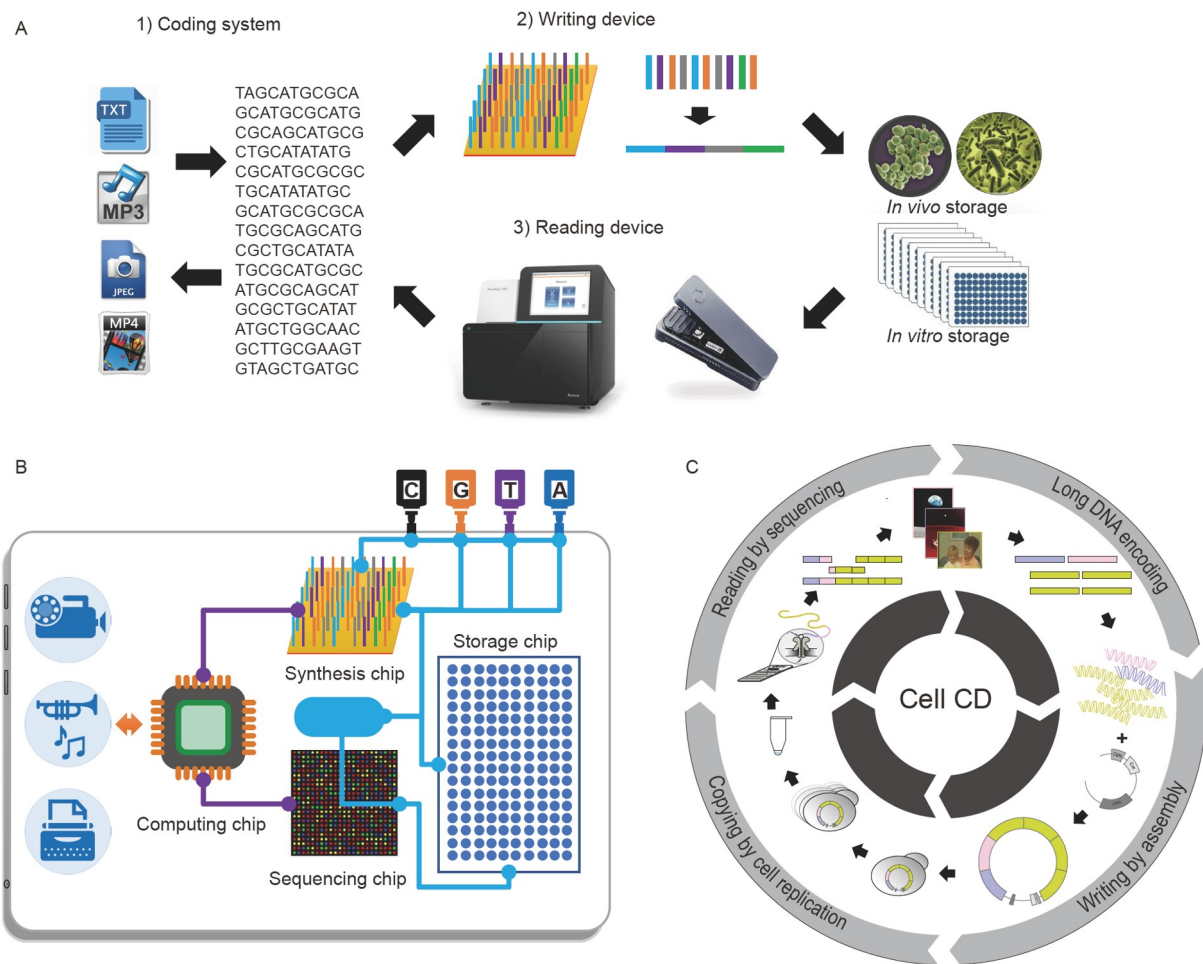 A
1) Coding system
2) Writing device
TXT
MP3
JPEG
MP4
TAGCATGCGCA
GCATGCGCATG
CGCAGCATGCG
CTGCATATATG
CGCATGCGCGC
TGCATATATGC
GCATGCGCGCA
TGCGCAGCATG
CGCTGCATATA
TGCGCATGCGC
ATGCGCAGCAT
GCGCTGCATAT
ATGCTGGCAAC
GCTTGCGAAGT
GTAGCTGATGC
In vivo storage
3) Reading device
In vitro storage
B
C
G
T
A
Synthesis chip
Storage chip
Computing chip
Sequencing chip
C
Reading by sequencing
Long DNA encoding
Cell CD
+
Copying by cell replication
Writing by assembly